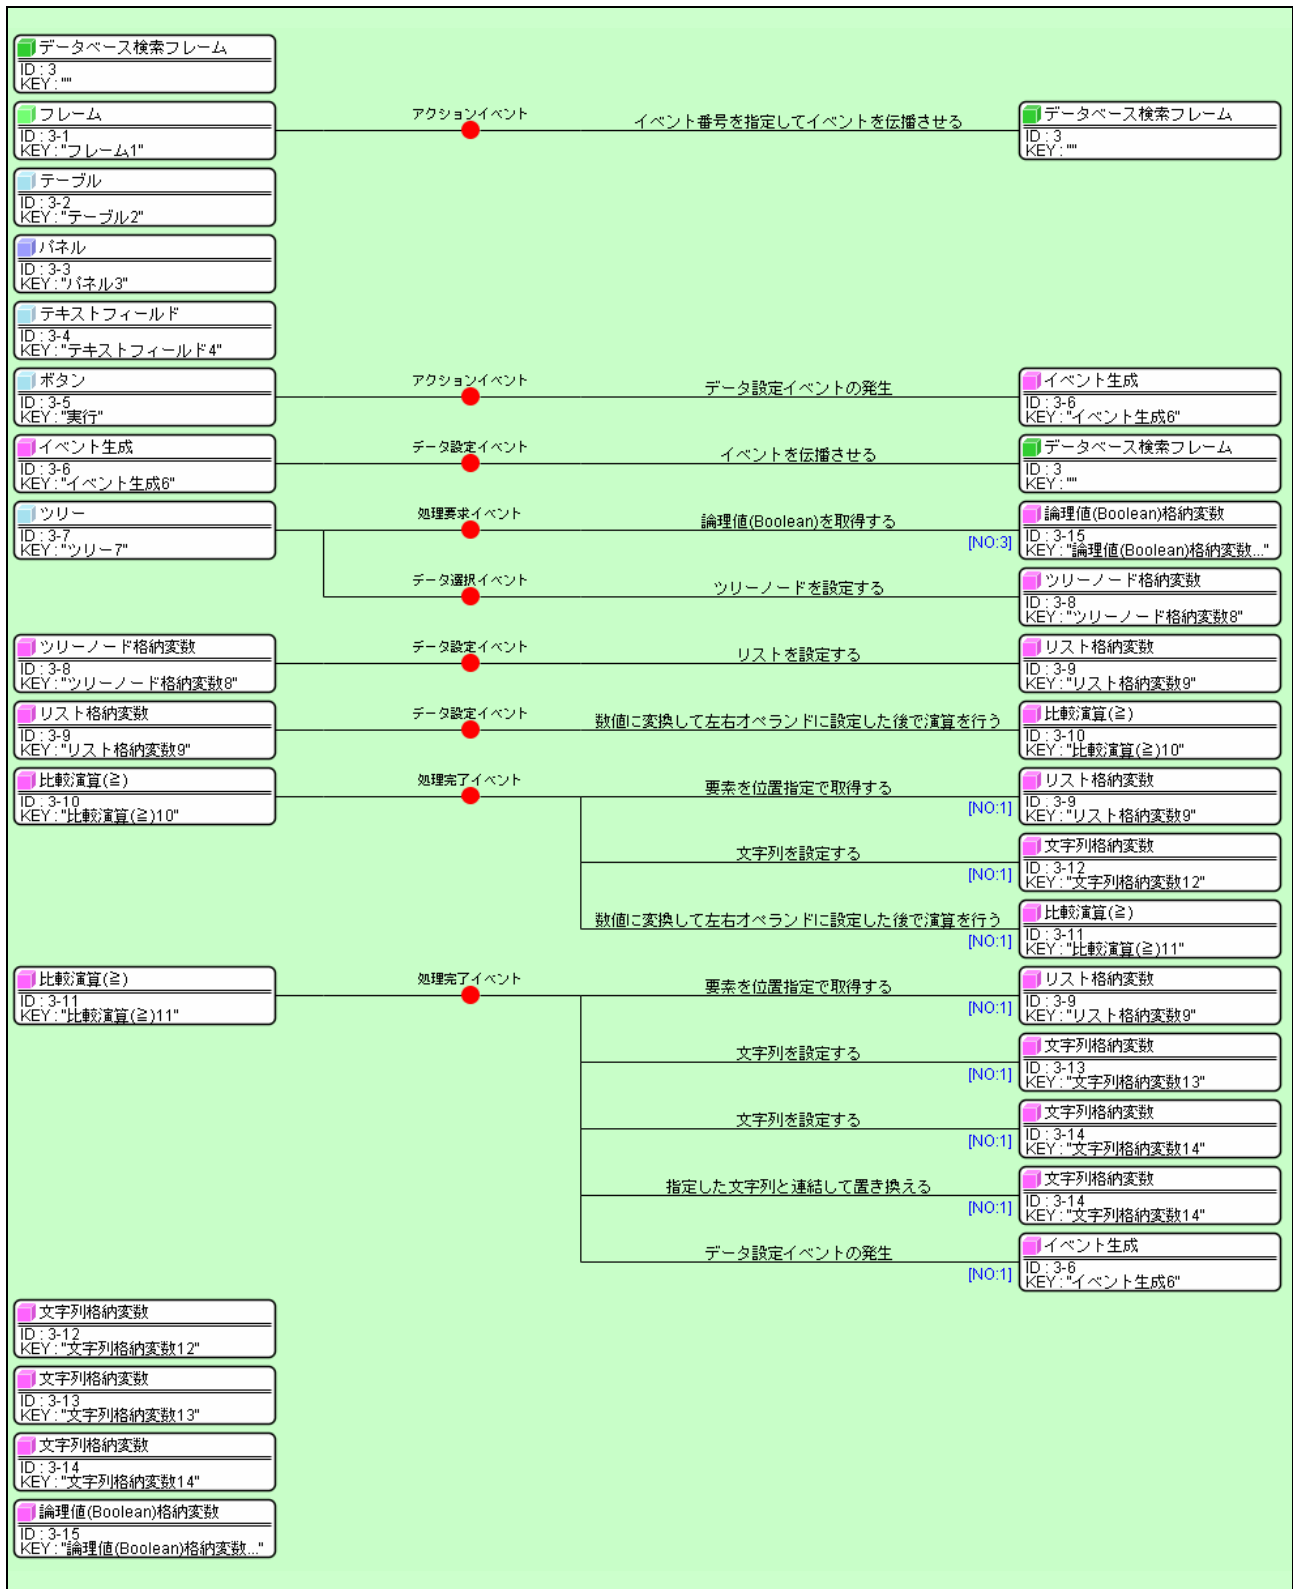 データベース検索フレーム
ID : 3
KEY : ""
フレーム
ID : 3-1
KEY : "フレーム1"
アクションイベント
イベント番号を指定してイベントを伝播させる
データベース検索フレーム
ID : 3
KEY : ""
テーブル
ID : 3-2
KEY : "テーブル2"
パネル
ID : 3-3
KEY : "パネル3"
テキストフィールド
ID : 3-4
KEY : "テキストフィールド4"
ボタン
ID : 3-5
KEY : "実行"
アクションイベント
データ設定イベントの発生
イベント生成
ID : 3-6
KEY : "イベント生成6"
イベント生成
ID : 3-6
KEY : "イベント生成6"
データ設定イベント
イベントを伝播させる
データベース検索フレーム
ID : 3
KEY : ""
ツリー
ID : 3-7
KEY : "ツリー7"
処理要求イベント
論理値(Boolean)を取得する
[NO:3]
論理値(Boolean)格納変数
ID : 3-15
KEY : "論理値(Boolean)格納変数..."
データ選択イベント
ツリーノードを設定する
ツリーノード格納変数
ID : 3-8
KEY : "ツリーノード格納変数8"
ツリーノード格納変数
ID : 3-8
KEY : "ツリーノード格納変数8"
データ設定イベント
リストを設定する
リスト格納変数
ID : 3-9
KEY : "リスト格納変数9"
リスト格納変数
ID : 3-9
KEY : "リスト格納変数9"
データ設定イベント
数値に変換して左右オペランドに設定した後で演算を行う
比較演算(≧)
ID : 3-10
KEY : "比較演算(≧)10"
比較演算(≧)
ID : 3-10
KEY : "比較演算(≧)10"
処理完了イベント
要素を位置指定で取得する
[NO:1]
リスト格納変数
ID : 3-9
KEY : "リスト格納変数9"
文字列を設定する
[NO:1]
文字列格納変数
ID : 3-12
KEY : "文字列格納変数12"
数値に変換して左右オペランドに設定した後で演算を行う
[NO:1]
比較演算(≧)
ID : 3-11
KEY : "比較演算(≧)11"
比較演算(≧)
ID : 3-11
KEY : "比較演算(≧)11"
処理完了イベント
要素を位置指定で取得する
[NO:1]
リスト格納変数
ID : 3-9
KEY : "リスト格納変数9"
文字列を設定する
[NO:1]
文字列格納変数
ID : 3-13
KEY : "文字列格納変数13"
文字列を設定する
[NO:1]
文字列格納変数
ID : 3-14
KEY : "文字列格納変数14"
指定した文字列と連結して置き換える
[NO:1]
文字列格納変数
ID : 3-14
KEY : "文字列格納変数14"
データ設定イベントの発生
[NO:1]
イベント生成
ID : 3-6
KEY : "イベント生成6"
文字列格納変数
ID : 3-12
KEY : "文字列格納変数12"
文字列格納変数
ID : 3-13
KEY : "文字列格納変数13"
文字列格納変数
ID : 3-14
KEY : "文字列格納変数14"
論理値(Boolean)格納変数
ID : 3-15
KEY : "論理値(Boolean)格納変数..."